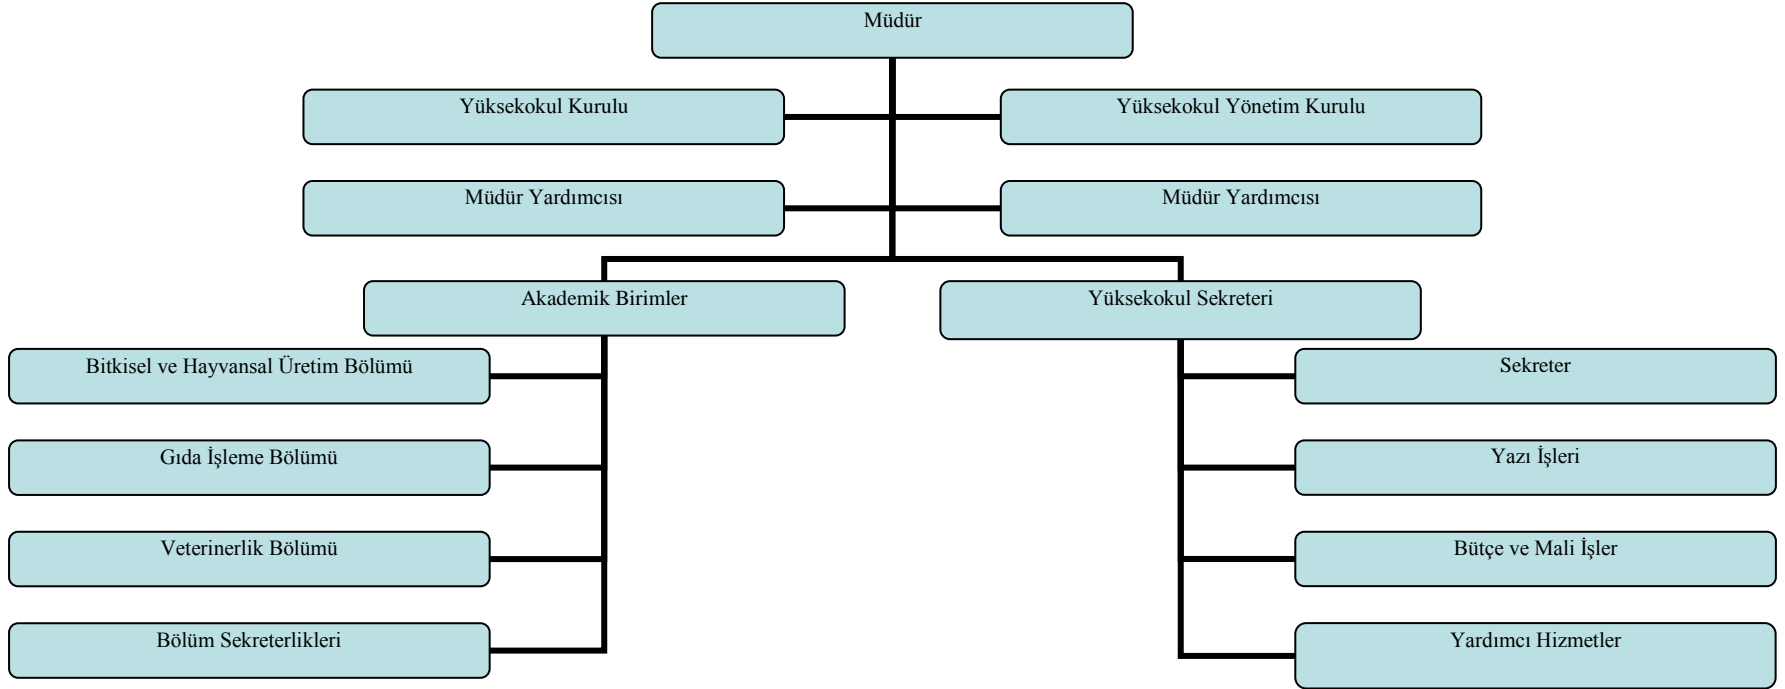 Müdür
Yüksekokul Kurulu
Yüksekokul Yönetim Kurulu
Müdür Yardımcısı
Müdür Yardımcısı
Akademik Birimler
Yüksekokul Sekreteri
Bitkisel ve Hayvansal Üretim Bölümü
Sekreter
Gıda İşleme Bölümü
Yazı İşleri
Veterinerlik Bölümü
Bütçe ve Mali İşler
Bölüm Sekreterlikleri
Yardımcı Hizmetler